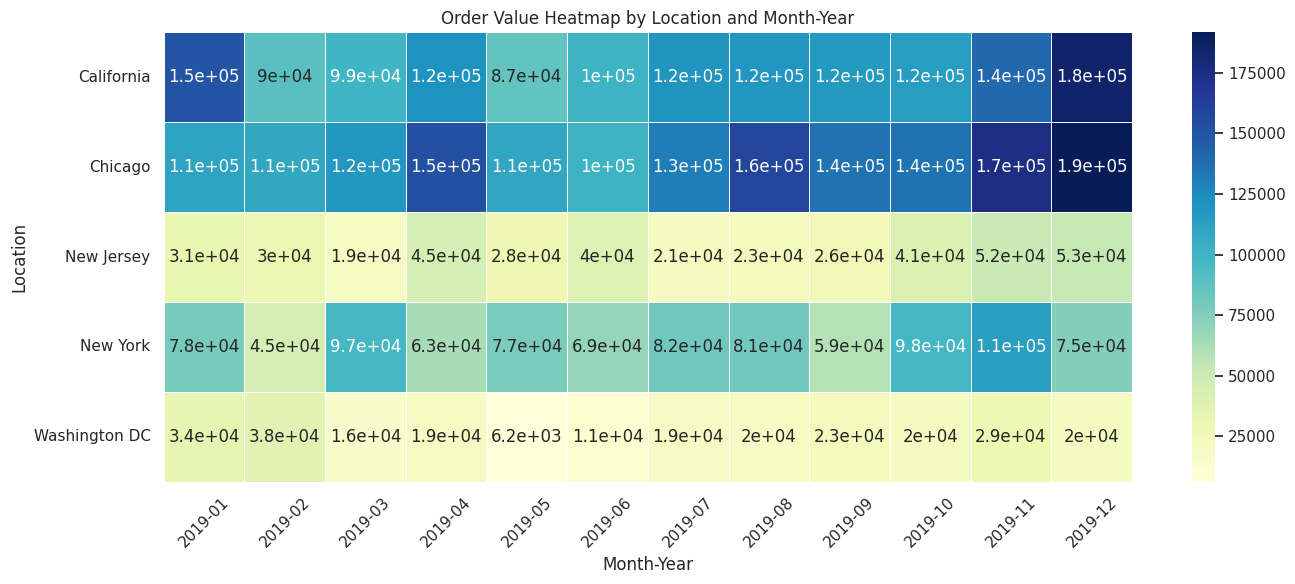 Order Value Heatmap by Location and Month-Year
California 1.5e+05 9e+04 9.9e+04 1.2e+05 8.7e+04 1e+05 1.2e+05 1.2e+05 1.2e+05 1.2e+05 1.4e+05 1.8e+05
Chicago 1.1e+05 1.1e+05 1.2e+05 1.5e+05 1.1e+05 1e+05 1.3e+05 1.6e+05 1.4e+05 1.4e+05 1.7e+05 1.9e+05
New Jersey 3.1e+04 3e+04 1.9e+04 4.5e+04 2.8e+04 4e+04 2.1e+04 2.3e+04 2.6e+04 4.1e+04 5.2e+04 5.3e+04
New York 7.8e+04 4.5e+04 9.7e+04 6.3e+04 7.7e+04 6.9e+04 8.2e+04 8.1e+04 5.9e+04 9.8e+04 1.1e+05 7.5e+04
Washington DC 3.4e+04 3.8e+04 1.6e+04 1.9e+04 6.2e+03 1.1e+04 1.9e+04 2e+04 2.3e+04 2e+04 2.9e+04 2e+04
Location
2019-01 2019-02 2019-03 2019-04 2019-05 2019-06 2019-07 2019-08 2019-09 2019-10 2019-11 2019-12
Month-Year
175000
150000
125000
100000
75000
50000
25000